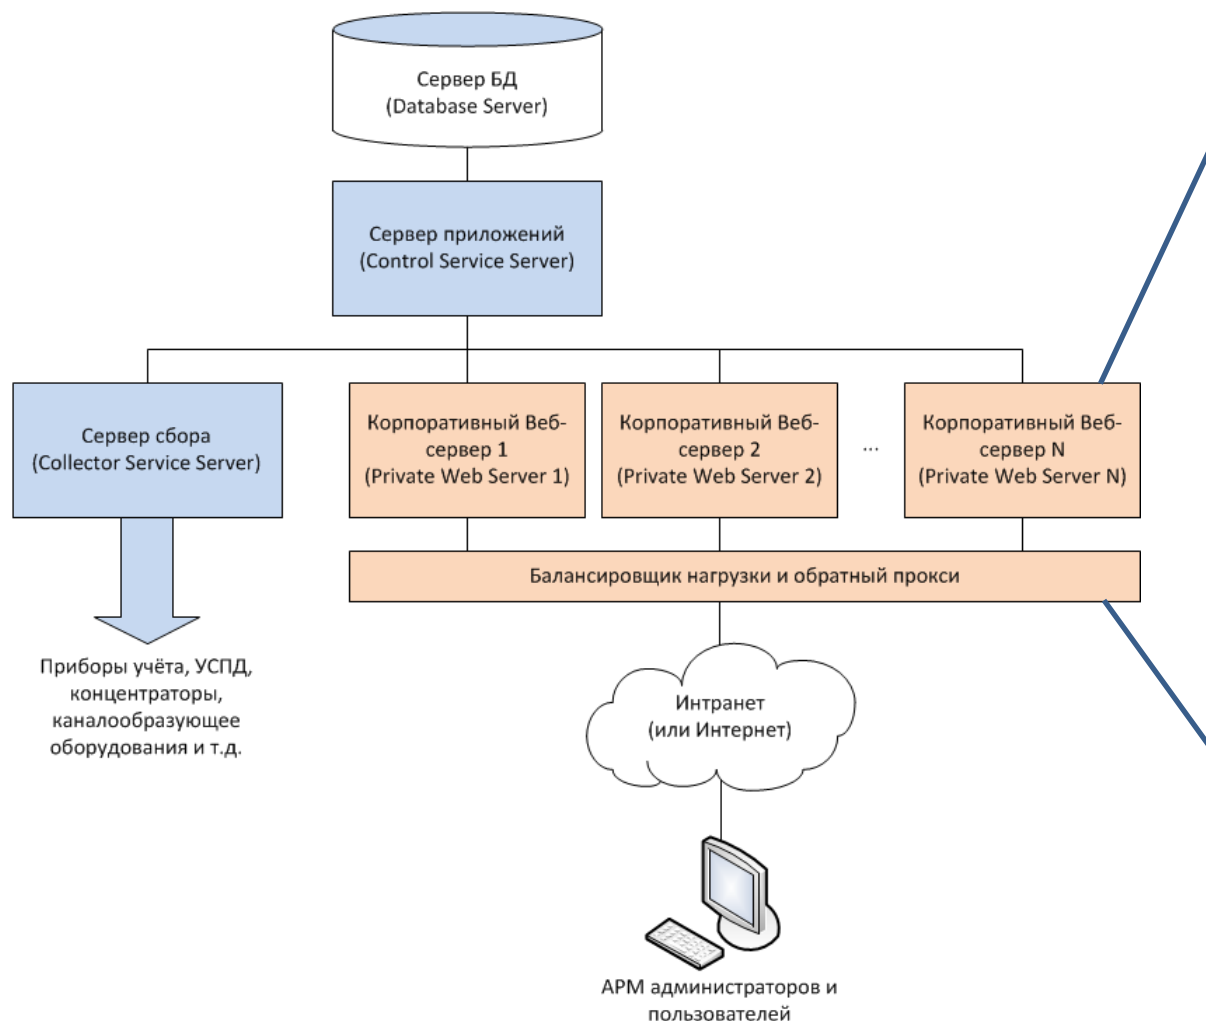 Сервер БД
(Database Server)
Сервер приложений
(Control Service Server)
Сервер сбора
(Collector Service Server)
Корпоративный Веб-
сервер 1
(Private Web Server 1)
Корпоративный Веб-
сервер 2
(Private Web Server 2)
...
Корпоративный Веб-
сервер N
(Private Web Server N)
Балансировщик нагрузки и обратный прокси
Приборы учёта, УСПД,
концентраторы,
каналообразующее
оборудования и т.д.
Интранет
(или Интернет)
АРМ администраторов и
пользователей